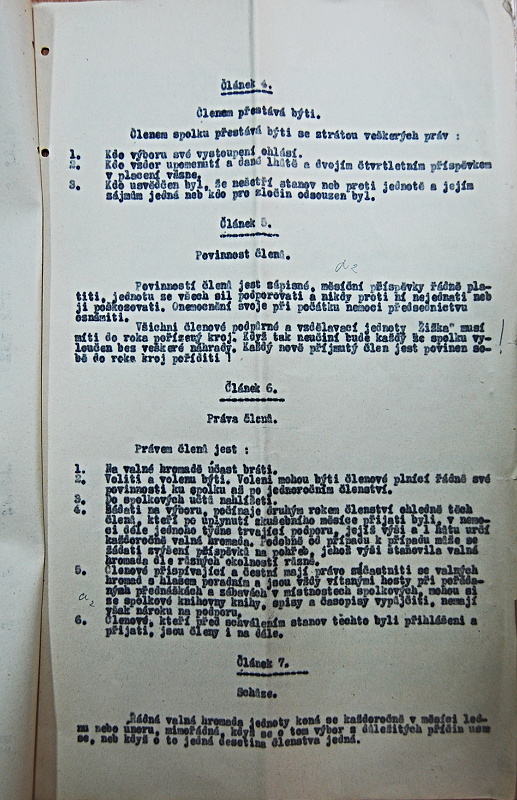 Článek 4.
Členem přestává býti.
Členem spolku přestává býti se ztrátou veškerých práv :
1. Kdo výboru své vystoupení ohlásí.
2. Kdo vzdor upomenutí a dané lhůtě a dvojím čtvrtletním příspěvkem
v placení vázne.
3. Kdo usvědčen byl, že nešetří stanov neb proti jednotě a jejím
zájmům jedná neb kdo pro zločin odsouzen byl.
Článek 5.
Povinnost členů.
Povinností členů jest zápisné, měsíční příspěvky řádně pla-
titi, jednotu ze všech sil podporovati a nikdy proti ní nejednati neb
ji poškozovati. Onemocnění svoje při počátku nemoci předsednictvu
oznámiti.
Všichni členové podpůrné a vzdělavací jednoty Žižka" musí
míti do roka pořízený kroj. Když tak neučiní bude každý ze spolku vy-
loučen bez veškeré náhrady. Každý nově přijmutý člen jest povinen so-
bě do roka kroj poříditi !
Článek 6.
Práva členů.
Právem členů jest :
1. Na valné hromadě účast bráti.
2. Voliti a volenu býti. Voleni mohou býti členové plnící řádně své
povinnosti ku spolku až po jednoročním členství.
3. Do spolkových účtů nahlížeti.
4. Žádati na výboru, počínaje druhým rokem členství ohledně těch
členů, kteří po uplynutí zkušebního měsíce přijati byli, v nemo-
ci déle jednoho týdne trvající podporu, jejíž výši a lhůtu určí
každoročně valná hromada. Podobně od případu k případu může se
žádati zvýšení příspěvků na pohřeb, jehož výši stanovila valná
hromada dle různých okolností různě.
5. Členové přispívající a čestní mají právo súčastniti se valných
hromad s hlasem poradním a jsou vždy vítanými hosty při pořáda-
ných přednáškách a zábavách v místnostech spolkových, mohou si
ze spolkové knihovny knihy, spisy a časopisy vypůjčiti, nemají
však nároku na podporu.
6. Členové, kteří před schválením stanov těchto byli přihlášeni a
přijati, jsou členy i na dále.
Článek 7.
Schůze.
Řádná valná hromada jednoty koná se každoročně v měsíci led-
nu nebo únoru, mimořádná, když se o tom výbor z důležitých příčin usne
se, neb když o to jedná desetina členstva jedná.